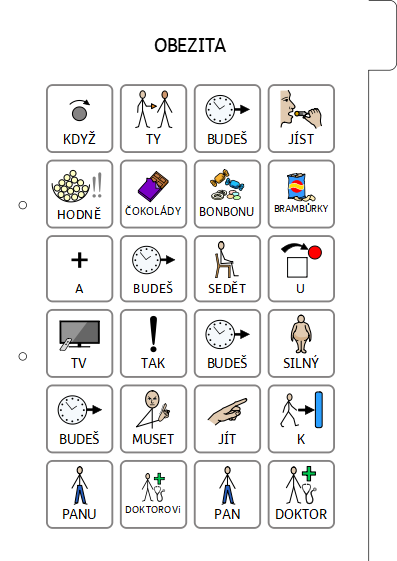 OBEZITA
KDYŽ TY BUDEŠ JÍST
HODNĚ ČOKOLÁDY BONBONU BRAMBŮRKY
A BUDEŠ SEDĚT U
TV TAK BUDEŠ SILNÝ
BUDEŠ MUSET JÍT K
PANU DOKTOROVi PAN DOKTOR